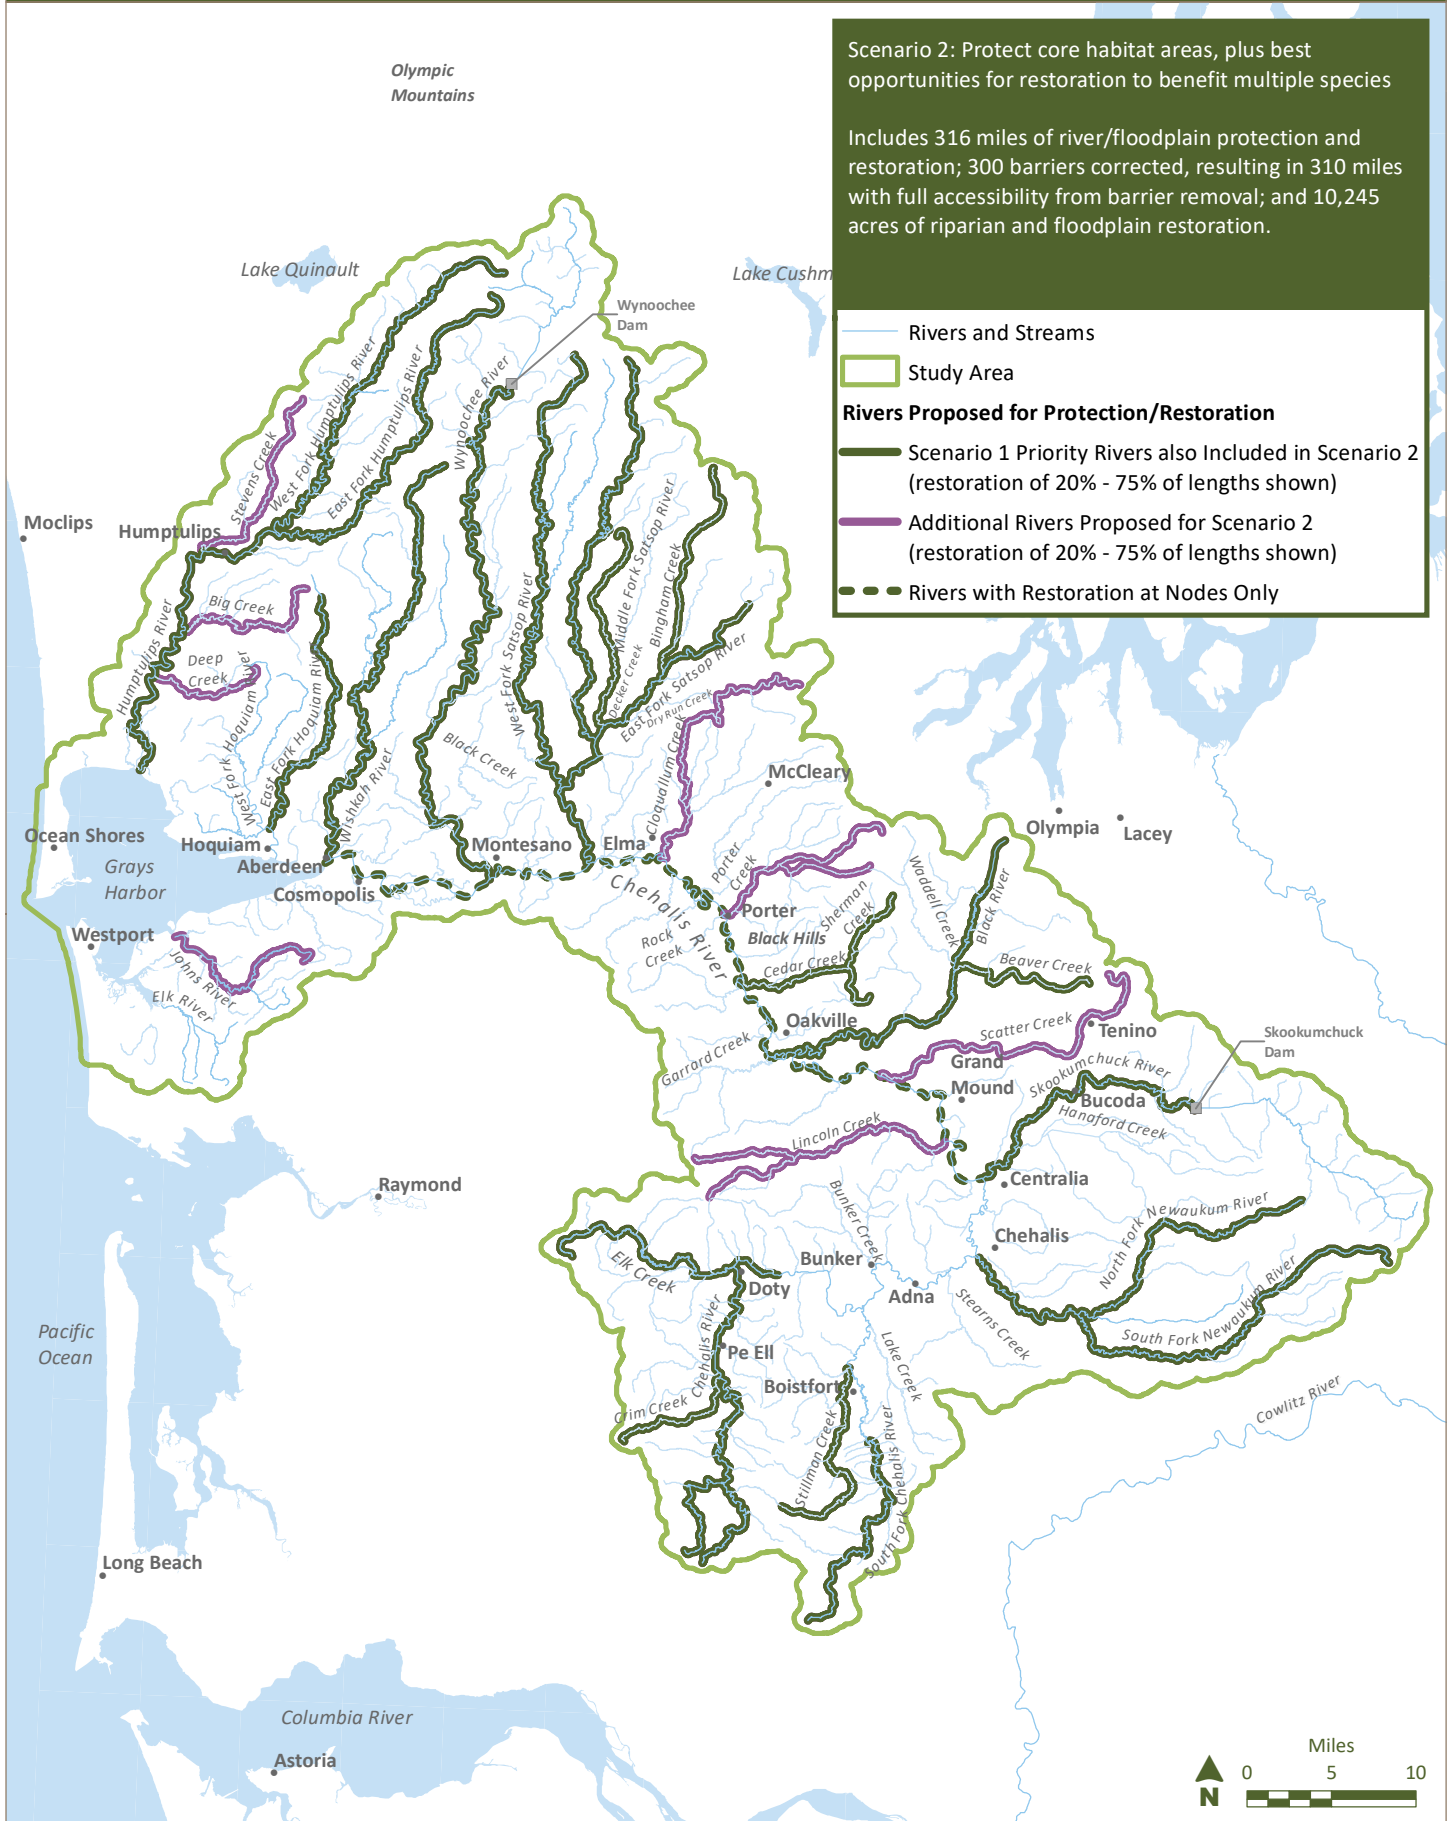 Scenario 2: Protect core habitat areas, plus best
opportunities for restoration to benefit multiple species
Includes 316 miles of river/floodplain protection and
restoration; 300 barriers corrected, resulting in 310 miles
with full accessibility from barrier removal; and 10,245
acres of riparian and floodplain restoration.
Rivers and Streams
Study Area
Rivers Proposed for Protection/Restoration
Scenario 1 Priority Rivers also Included in Scenario 2
(restoration of 20% - 75% of lengths shown)
Additional Rivers Proposed for Scenario 2
(restoration of 20% - 75% of lengths shown)
Rivers with Restoration at Nodes Only
Olympic
Mountains
Lake Quinault
Lake Cushm
Wynoochee
Dam
West Fork Humptulips River
East Fork Humptulips River
Wynoochee River
Stevens Creek
Moclips
Humptulips
Humptulips River
Big Creek
Deep
Creek
West Fork Hoquiam River
East Fork Hoquiam River
Wishkah River
Black Creek
West Fork Satsop River
Decker Creek
Middle Fork Satsop River
Bingham Creek
East Fork Satsop River
Dry Run Creek
Cloquallum Creek
McCleary
Ocean Shores
Grays
Harbor
Hoquiam
Aberdeen
Cosmopolis
Montesano
Elma
Olympia
Lacey
Chehalis River
Porter
Creek
Porter
Black Hills
Sherman
Creek
Waddell Creek
Black River
Rock
Creek
Cedar Creek
Beaver Creek
Westport
Johns River
Elk River
Oakville
Garrard Creek
Scatter Creek
Tenino
Grand
Mound
Skookumchuck
Dam
Skookumchuck River
Bucoda
Hanaford Creek
Lincoln Creek
Centralia
Raymond
Bunker Creek
North Fork Newaukum River
Chehalis
Elk Creek
Bunker
Doty
Adna
Stearns Creek
South Fork Newaukum River
Pacific
Ocean
Chehalis River
Pe Ell
Lake Creek
Boistfort
Crim Creek
Stillman Creek
South Fork Chehalis River
Cowlitz River
Long Beach
Columbia River
Astoria
Miles
0
5
10
N